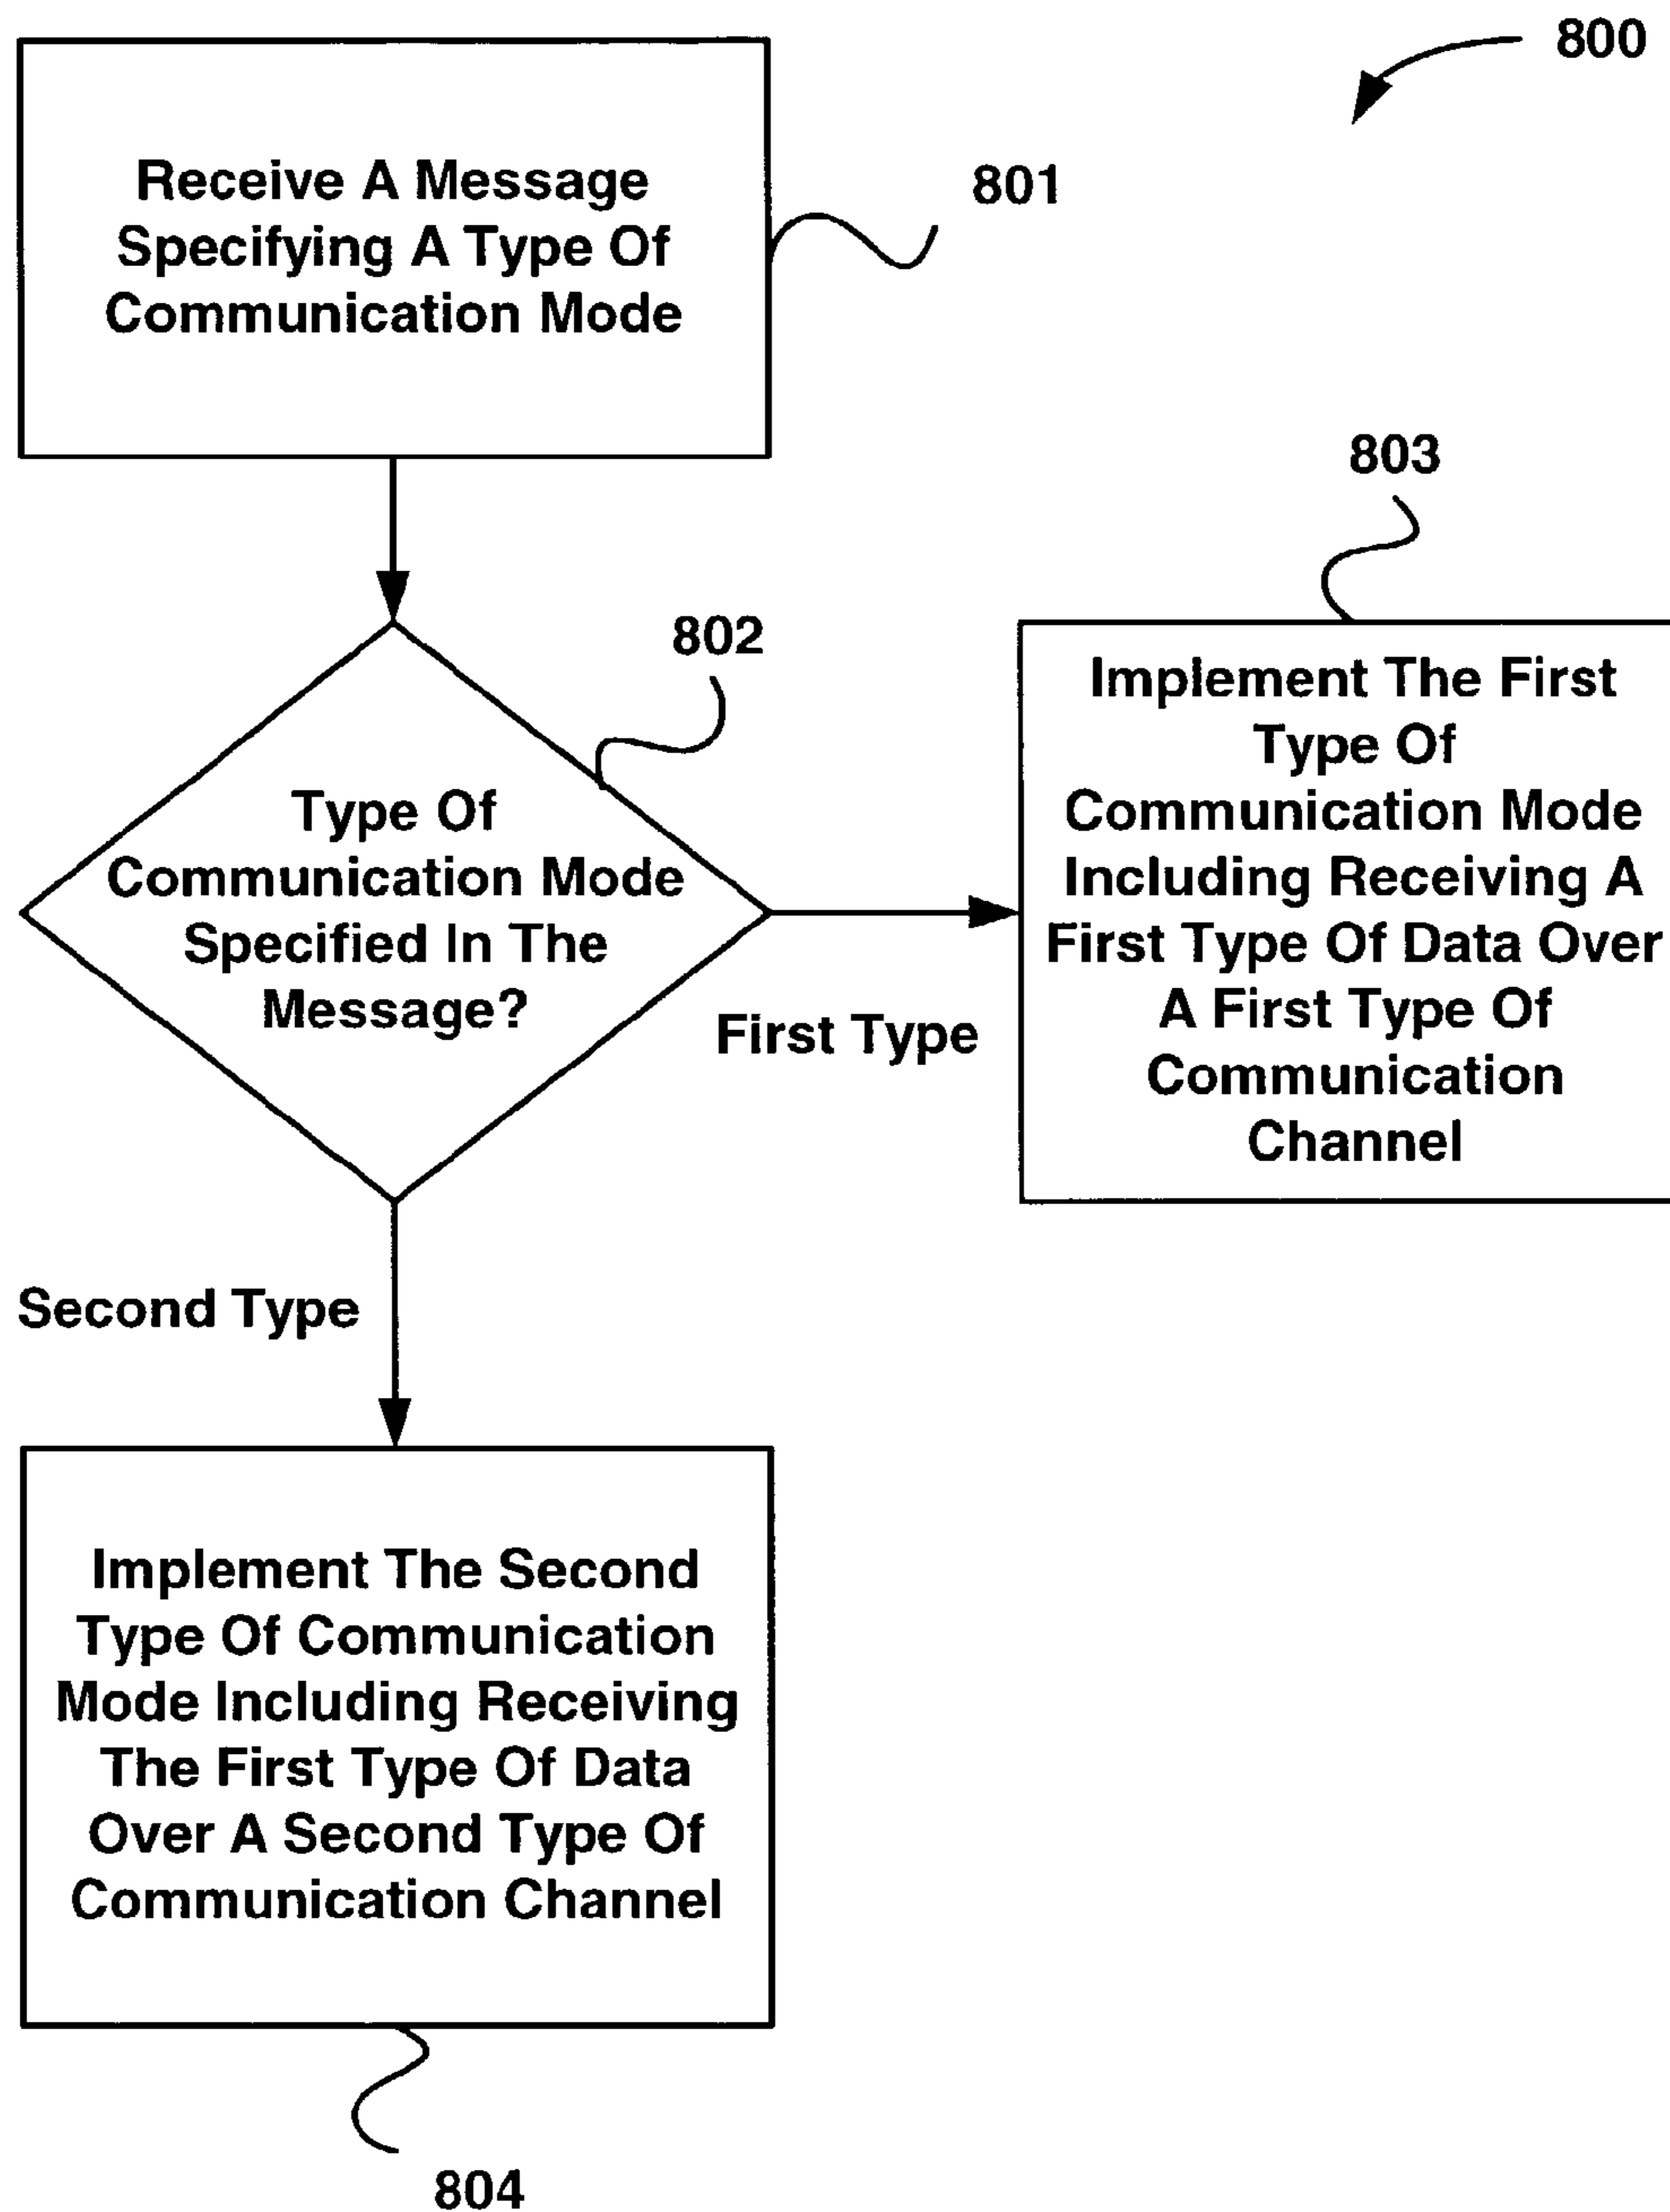 800
Receive A Message
Specifying A Type Of
Communication Mode
801
802
Type Of
Communication Mode
Specified In The
Message?
First Type
803
Implement The First
Type Of
Communication Mode
Including Receiving A
First Type Of Data Over
A First Type Of
Communication
Channel
Second Type
Implement The Second
Type Of Communication
Mode Including Receiving
The First Type Of Data
Over A Second Type Of
Communication Channel
804